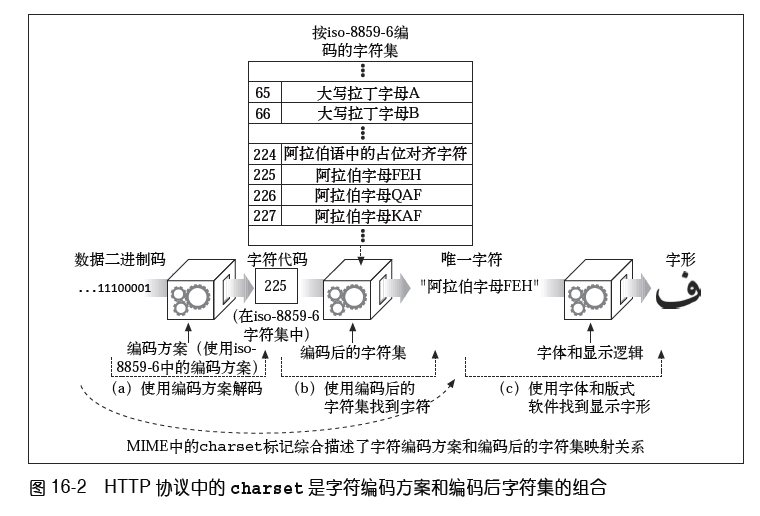 按iso-8859-6编
码的字符集
65 大写拉丁字母A
66 大写拉丁字母B
224 阿拉伯语中的占位对齐字符
225 阿拉伯字母FEH
226 阿拉伯字母QAF
227 阿拉伯字母KAF
数据二进制码 字符代码 唯一字符 字形
...11100001 225 "阿拉伯字母FEH" ف
(在iso-8859-6
字符集中)
编码方案（使用iso-
8859-6中的编码方案）
编码后的字符集
字体和显示逻辑
（a）使用编码方案解码
（b）使用编码后的
字符集找到字符
（c）使用字体和版式
软件找到显示字形
MIME中的charset标记综合描述了字符编码方案和编码后的字符集映射关系
图 16-2 HTTP 协议中的 charset 是字符编码方案和编码后字符集的组合